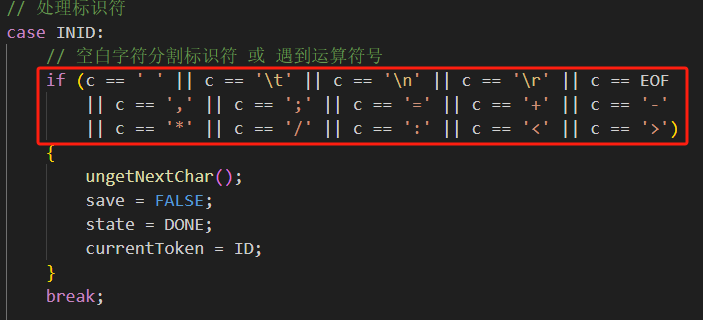 // 处理标识符
case INID:
// 空白字符分割标识符 或 遇到运算符号
if (c == ' ' || c == '\t' || c == '\n' || c == '\r' || c == EOF
|| c == ',' || c == ';' || c == '=' || c == '+' || c == '-'
|| c == '*' || c == '/' || c == ':' || c == '<' || c == '>')
{
ungetNextChar();
save = FALSE;
state = DONE;
currentToken = ID;
}
break;